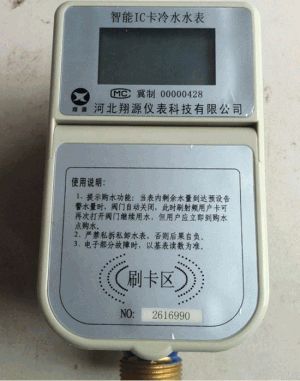 智能IC卡冷水水表
翔源
CMC 冀制 00000428
河北翔源仪表科技有限公司
使用说明：
1、提示购水功能：当表内剩余水量到达预设告
警水量时，阀门自动关闭，此时刷射频用户卡可
再次打开阀门继续用水，但用户应立即到购水
点购水。
2、严禁私拆私卸水表，否则后果自负。
3、电子部分故障时，以基表读数为准。
刷卡区
NO: 2616990